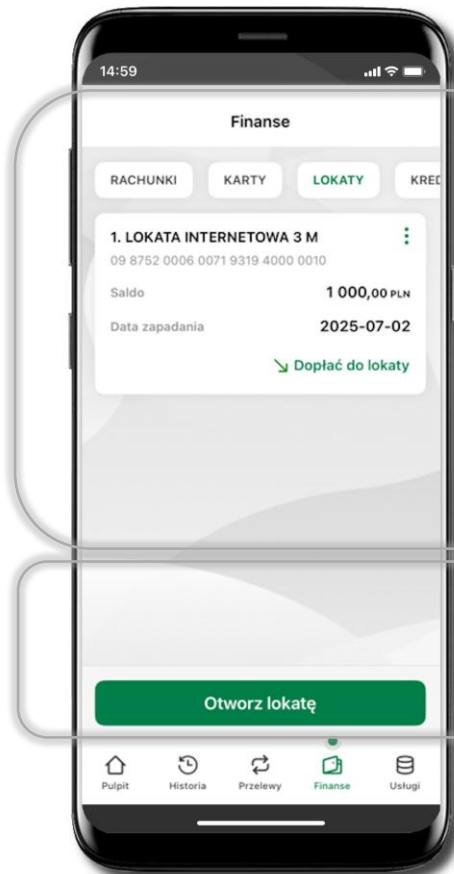 14:59
Finanse
RACHUNKI KARTY LOKATY KRED
1. LOKATA INTERNETOWA 3 M
09 8752 0006 0071 9319 4000 0010
Saldo 1 000,00 PLN
Data zapadania 2025-07-02
Dopłać do lokaty
Otworz lokatę
Pulpit Historia Przelewy Finanse Usługi